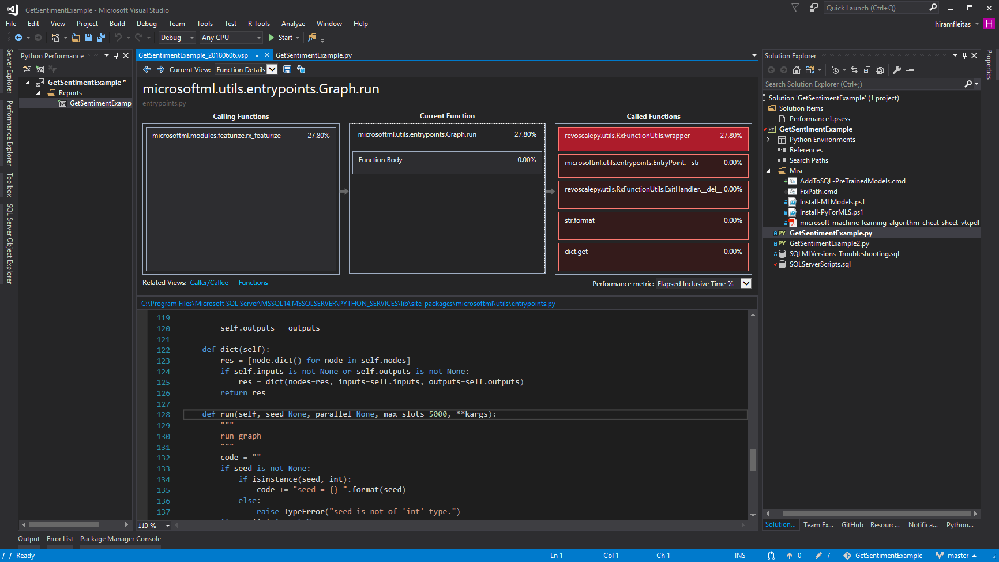 GetSentimentExample - Microsoft Visual Studio
Quick Launch (Ctrl+Q)
File Edit View Project Build Debug Team Tools Test R Tools Analyze Window Help
hiramfleitas H
Debug Any CPU Start
Server Explorer
Performance Explorer
Toolbox
SQL Server Object Explorer
Python Performance
GetSentimentExample *
Reports
GetSentimentExamp
GetSentimentExample_20180606.vsp GetSentimentExample.py
Current View: Function Details
microsoftml.utils.entrypoints.Graph.run
entrypoints.py
Calling Functions
microsoftml.modules.featurize.rx_featurize 27.80%
Current Function
microsoftml.utils.entrypoints.Graph.run 27.80%
Function Body 0.00%
Called Functions
revoscalepy.utils.RxFunctionUtils.wrapper 27.80%
microsoftml.utils.entrypoints.EntryPoint.__str__ 0.00%
revoscalepy.utils.RxFunctionUtils.ExitHandler.__del__ 0.00%
str.format 0.00%
dict.get 0.00%
Related Views: Caller/Callee Functions
Performance metric: Elapsed Inclusive Time %
C:\Program Files\Microsoft SQL Server\MSSQL14.MSSQLSERVER\PYTHON_SERVICES\lib\site-packages\microsoftml\utils\entrypoints.py
119
120 self.outputs = outputs
121
122 def dict(self):
123 res = [node.dict() for node in self.nodes]
124 if self.inputs is not None or self.outputs is not None:
125 res = dict(nodes=res, inputs=self.inputs, outputs=self.outputs)
126 return res
127
128 def run(self, seed=None, parallel=None, max_slots=5000, **kargs):
129 """
130 run graph
131 """
132 code = ""
133 if seed is not None:
134 if isinstance(seed, int):
135 code += "seed = {} ".format(seed)
136 else:
137 raise TypeError("seed is not of 'int' type.")
110 %
Solution Explorer
Search Solution Explorer (Ctrl+;)
Solution 'GetSentimentExample' (1 project)
Solution Items
Performance1.psess
PY GetSentimentExample
Python Environments
References
Search Paths
Misc
AddToSQL-PreTrainedModels.cmd
FixPath.cmd
Install-MLModels.ps1
Install-PyForMLS.ps1
microsoft-machine-learning-algorithm-cheat-sheet-v6.pdf
PY GetSentimentExample.py
PY GetSentimentExample2.py
SQLMLVersions-Troubleshooting.sql
SQLServerScripts.sql
Solution... Team Ex... GitHub Resourc... Notifica... Python...
Properties
Output Error List Package Manager Console
Ready Ln 1 Col 1 Ch 1 INS 0 7 GetSentimentExample master